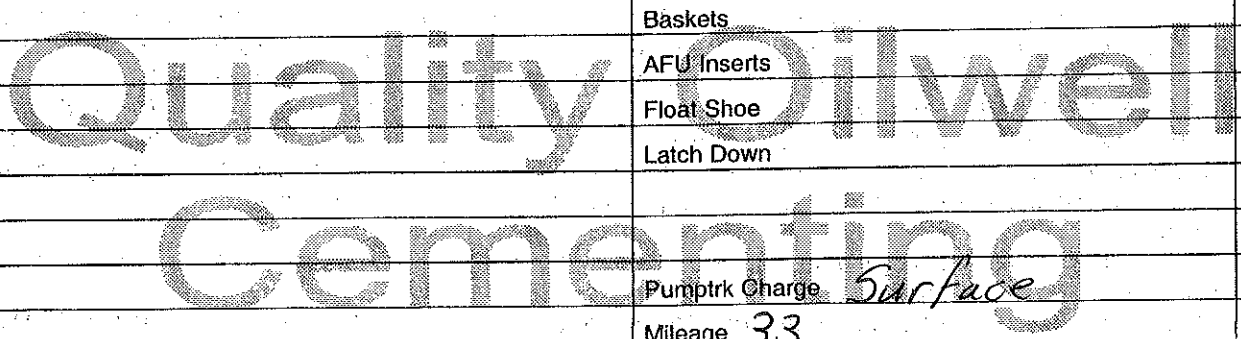 Baskets
AFU Inserts
Float Shoe
Latch Down
Quality Oilwell
Cementing
Pumptrk Charge Surface
Mileage 33